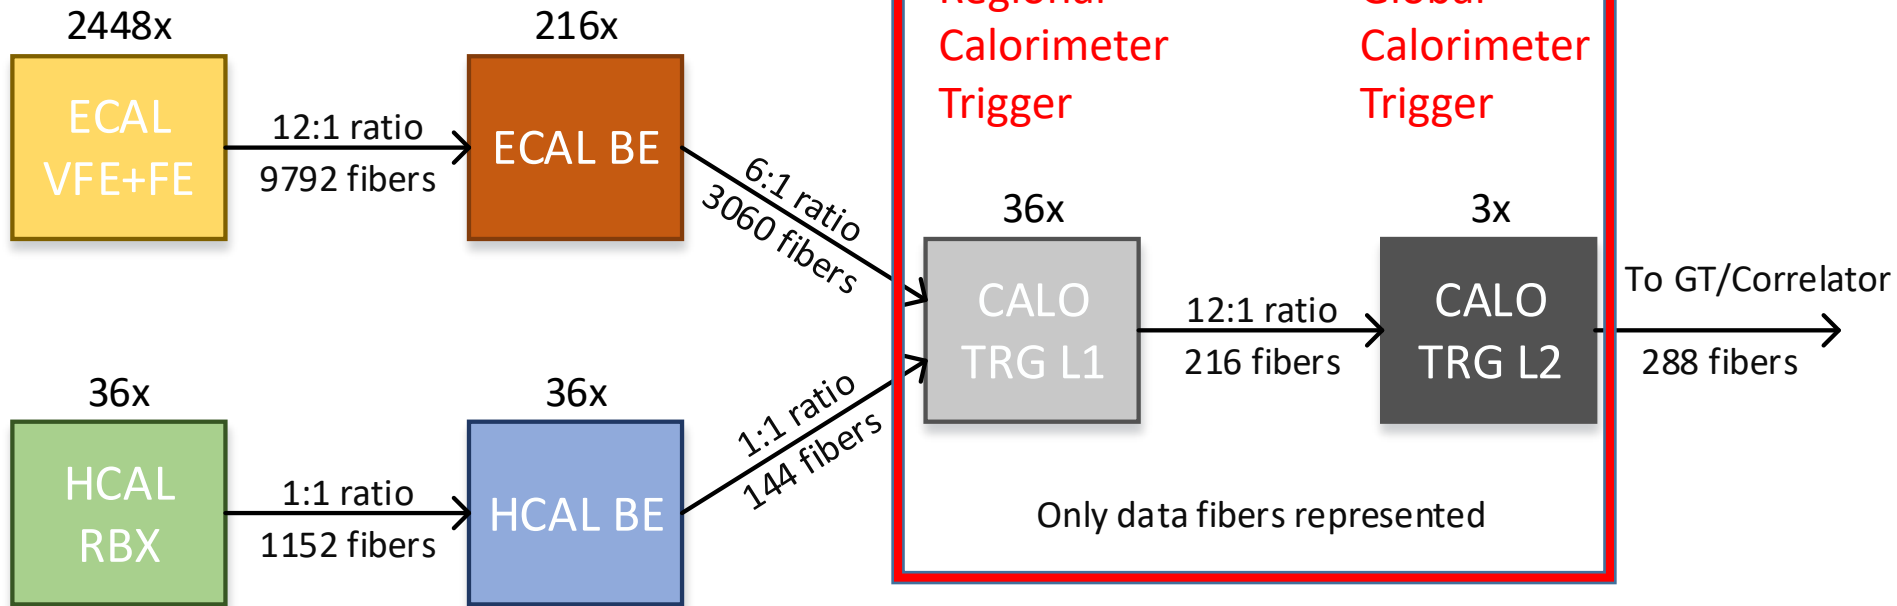 2448x
ECAL
VFE+FE
12:1 ratio
9792 fibers
216x
ECAL BE
6:1 ratio
3060 fibers
36x
HCAL
RBX
1:1 ratio
1152 fibers
36x
HCAL BE
1:1 ratio
144 fibers
Regional
Calorimeter
Trigger
Global
Calorimeter
Trigger
36x
CALO
TRG L1
12:1 ratio
216 fibers
3x
CALO
TRG L2
To GT/Correlator
288 fibers
Only data fibers represented